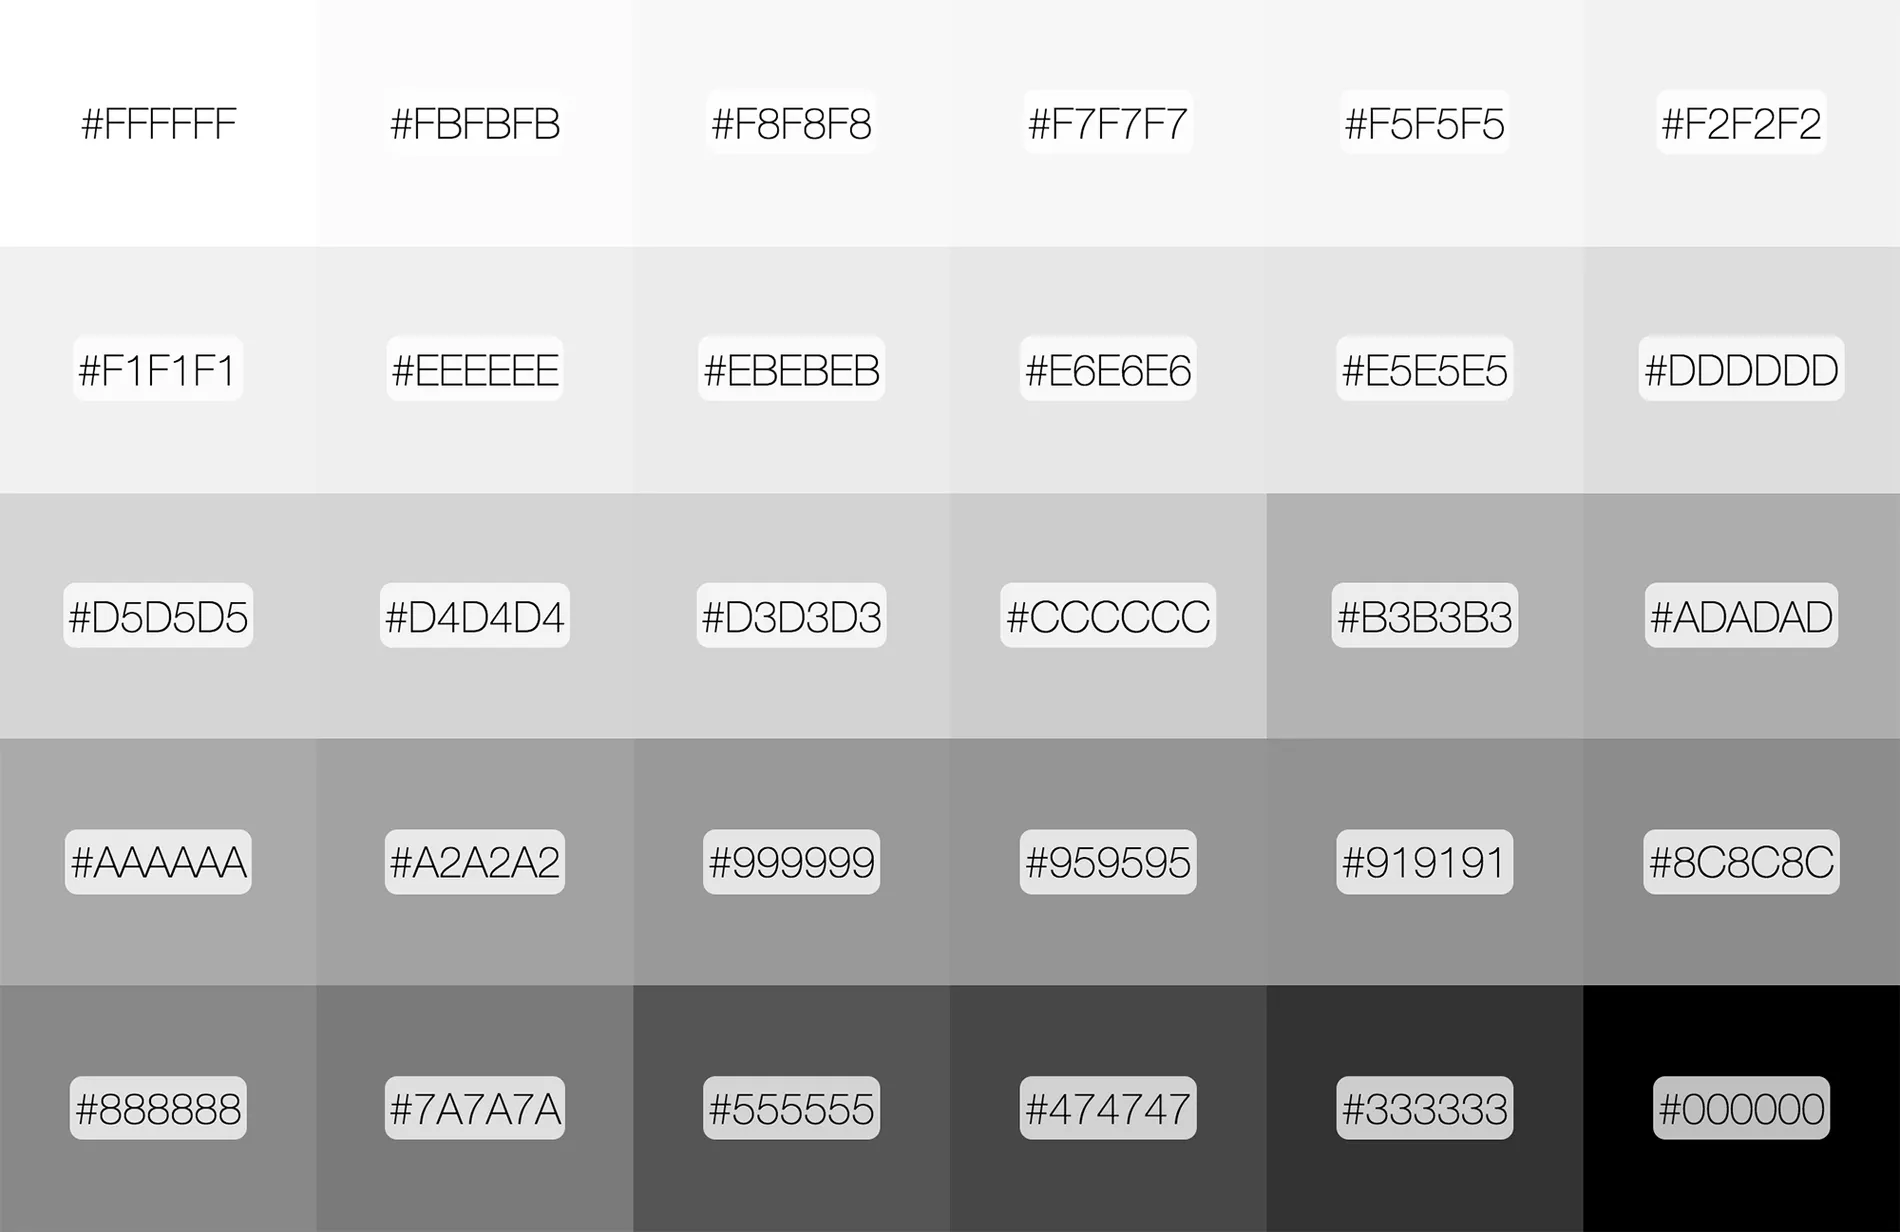 #FFFFFF #FBFBFB #F8F8F8 #F7F7F7 #F5F5F5 #F2F2F2
#F1F1F1 #EEEEEE #EBEBEB #E6E6E6 #E5E5E5 #DDDDDD
#D5D5D5 #D4D4D4 #D3D3D3 #CCCCCC #B3B3B3 #ADADAD
#AAAAAA #A2A2A2 #999999 #959595 #919191 #8C8C8C
#888888 #7A7A7A #555555 #474747 #333333 #000000